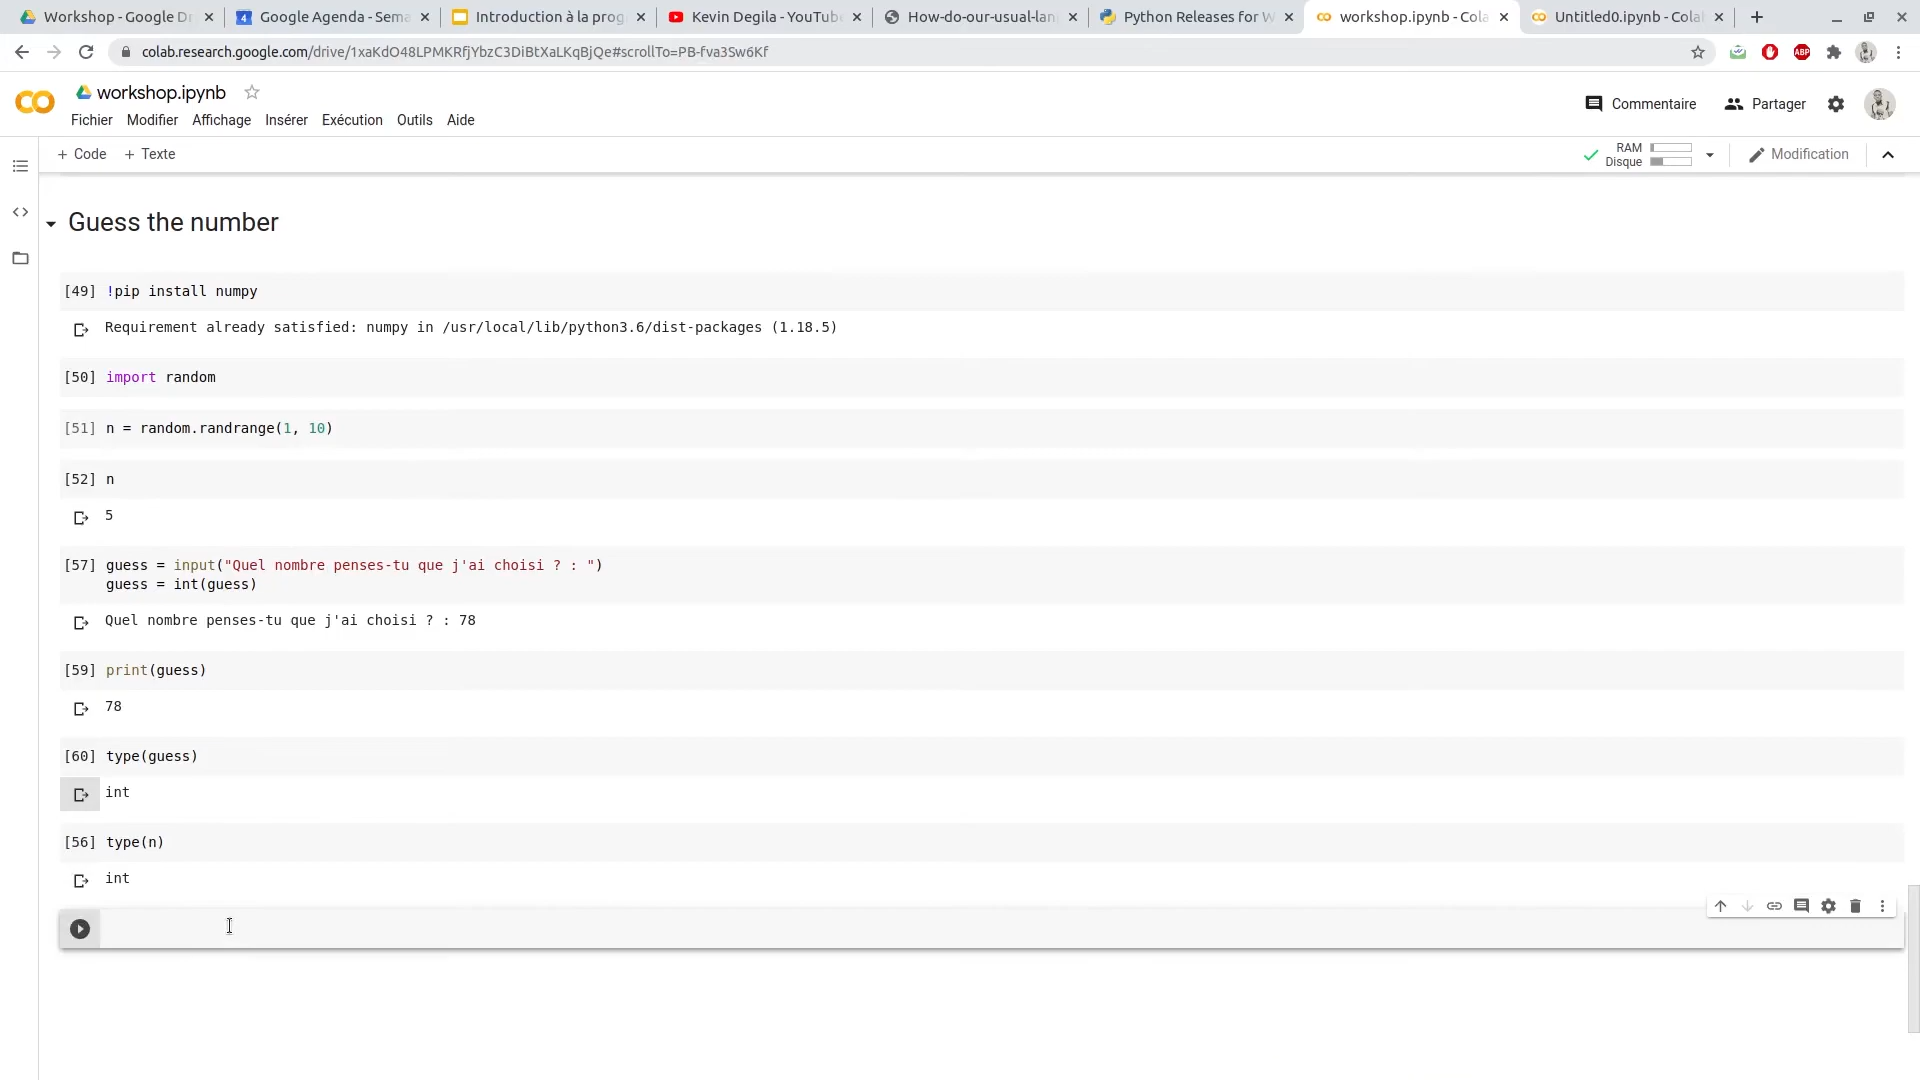 Workshop - Google Dr
Google Agenda - Sema
Introduction à la prog
Kevin Degila - YouTube
How-do-our-usual-lan
Python Releases for W
workshop.ipynb - Cola
Untitled0.ipynb - Cola
colab.research.google.com/drive/1xaKdO48LPMKRfjYbzC3DiBtXaLKqBjQe#scrollTo=PB-fva3Sw6Kf
ABP
workshop.ipynb
Commentaire
Partager
Fichier Modifier Affichage Insérer Exécution Outils Aide
+ Code + Texte
RAM
Disque
Modification
Guess the number
[49] !pip install numpy
Requirement already satisfied: numpy in /usr/local/lib/python3.6/dist-packages (1.18.5)
[50] import random
[51] n = random.randrange(1, 10)
[52] n
5
[57] guess = input("Quel nombre penses-tu que j'ai choisi ? : ")
guess = int(guess)
Quel nombre penses-tu que j'ai choisi ? : 78
[59] print(guess)
78
[60] type(guess)
int
[56] type(n)
int